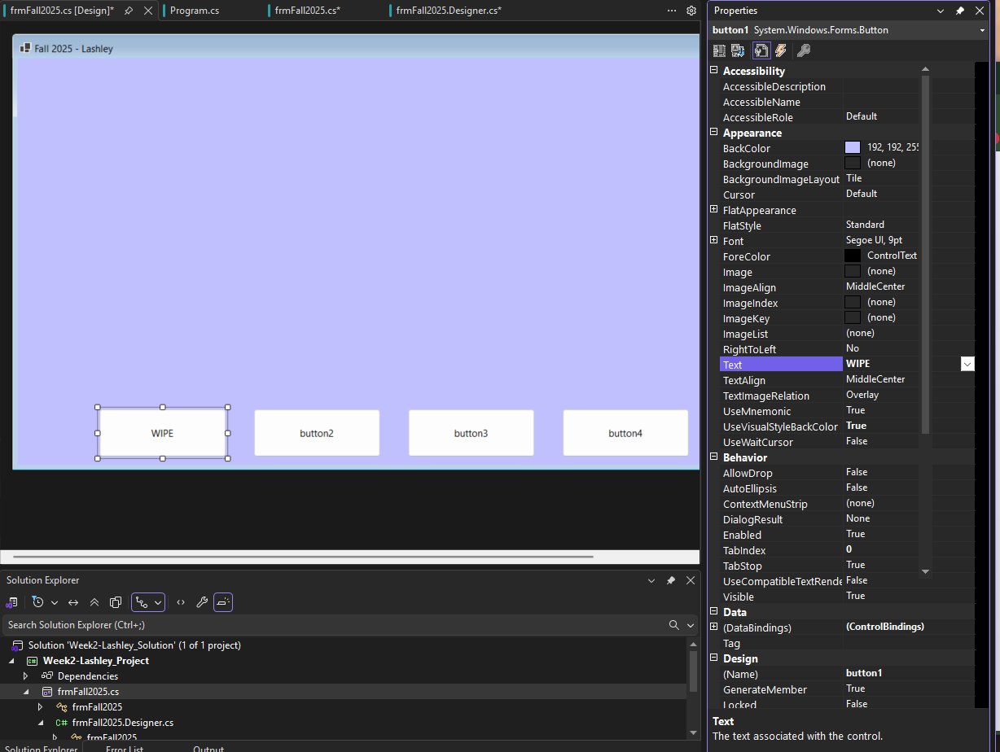 frmFall2025.cs [Design]*
Program.cs
frmFall2025.cs*
frmFall2025.Designer.cs*
Fall 2025 - Lashley
WIPE
button2
button3
button4
Solution Explorer
Search Solution Explorer (Ctrl+;)
Solution 'Week2-Lashley_Solution' (1 of 1 project)
C# Week2-Lashley_Project
Dependencies
frmFall2025.cs
frmFall2025
C# frmFall2025.Designer.cs
frmFall2025
Solution Explorer Error List Output
Properties
button1 System.Windows.Forms.Button
Accessibility
AccessibleDescription
AccessibleName
AccessibleRole Default
Appearance
BackColor 192, 192, 255
BackgroundImage (none)
BackgroundImageLayout Tile
Cursor Default
FlatAppearance
FlatStyle Standard
Font Segoe UI, 9pt
ForeColor ControlText
Image (none)
ImageAlign MiddleCenter
ImageIndex (none)
ImageKey (none)
ImageList (none)
RightToLeft No
Text WIPE
TextAlign MiddleCenter
TextImageRelation Overlay
UseMnemonic True
UseVisualStyleBackColor True
UseWaitCursor False
Behavior
AllowDrop False
AutoEllipsis False
ContextMenuStrip (none)
DialogResult None
Enabled True
TabIndex 0
TabStop True
UseCompatibleTextRende False
Visible True
Data
(DataBindings) (ControlBindings)
Tag
Design
(Name) button1
GenerateMember True
Locked False
Text
The text associated with the control.